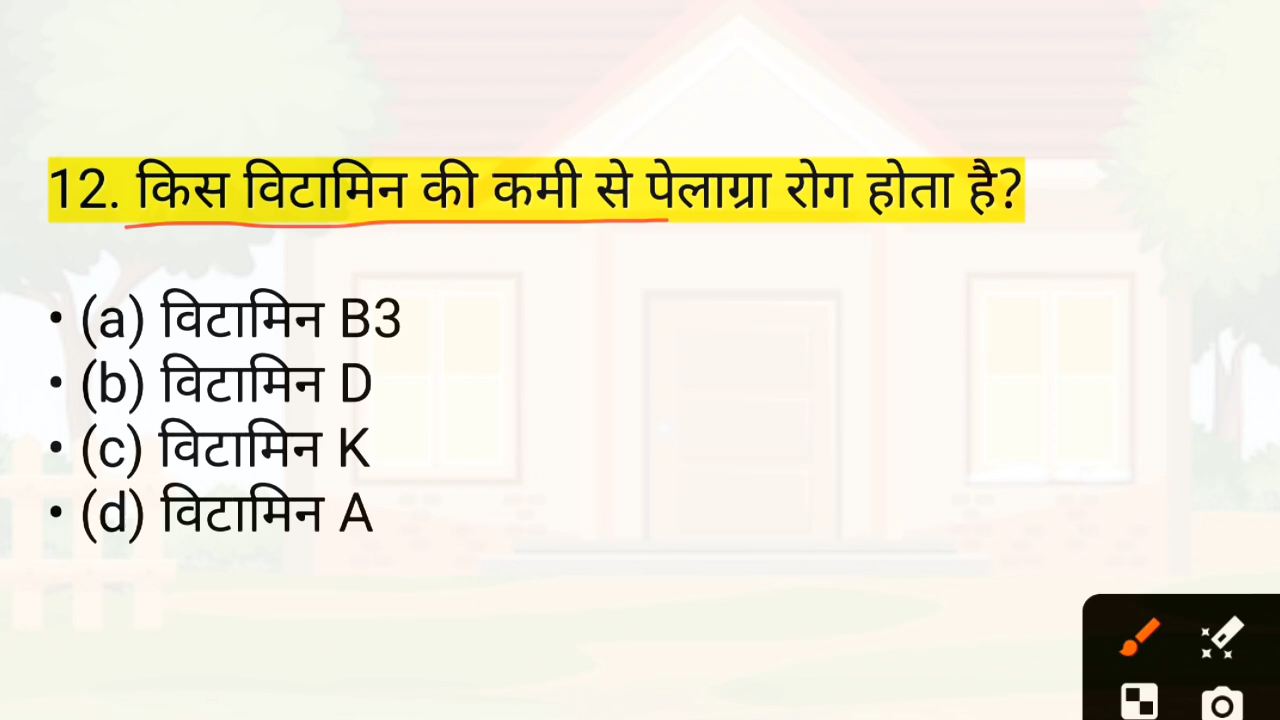 12. किस विटामिन की कमी से पेलाग्रा रोग होता है?
• (a) विटामिन B3
• (b) विटामिन D
• (c) विटामिन K
• (d) विटामिन A